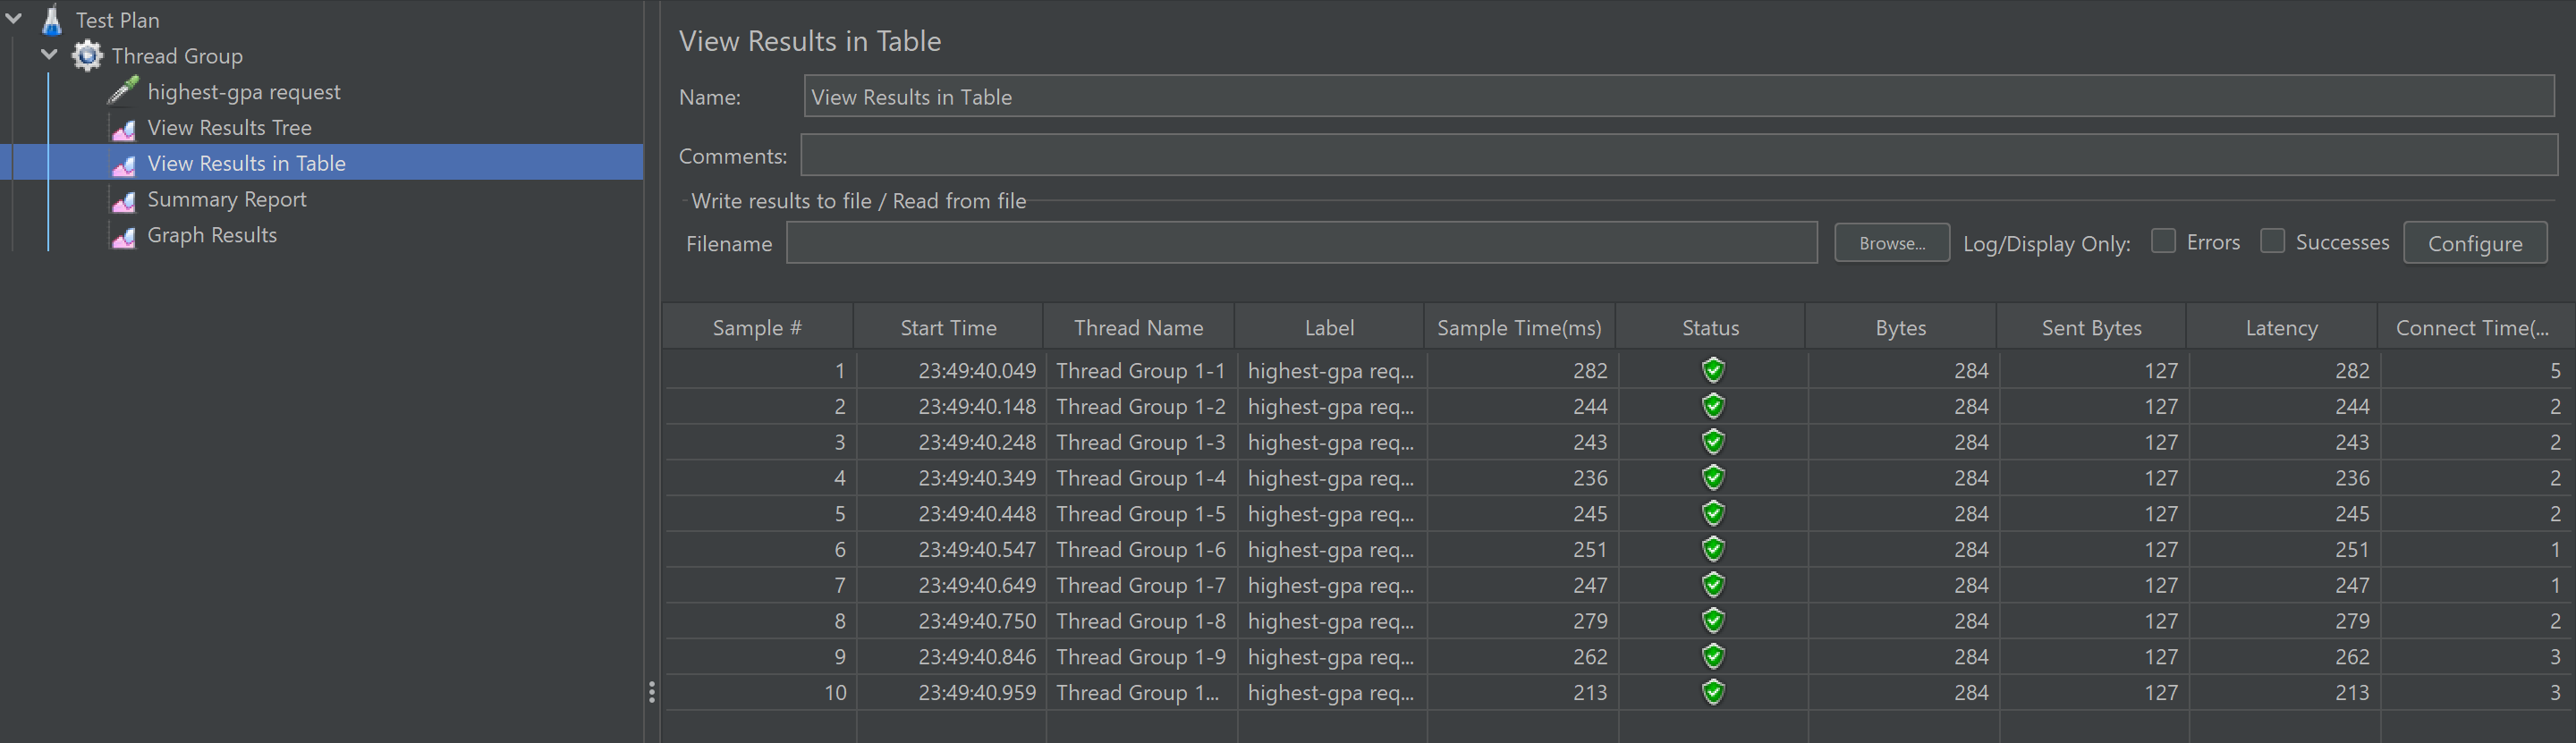 Test Plan
Thread Group
highest-gpa request
View Results Tree
View Results in Table
Summary Report
Graph Results
View Results in Table
Name: View Results in Table
Comments:
Write results to file / Read from file
Filename Browse... Log/Display Only: Errors Successes Configure
Sample # Start Time Thread Name Label Sample Time(ms) Status Bytes Sent Bytes Latency Connect Time(...
1 23:49:40.049 Thread Group 1-1 highest-gpa req... 282 284 127 282 5
2 23:49:40.148 Thread Group 1-2 highest-gpa req... 244 284 127 244 2
3 23:49:40.248 Thread Group 1-3 highest-gpa req... 243 284 127 243 2
4 23:49:40.349 Thread Group 1-4 highest-gpa req... 236 284 127 236 2
5 23:49:40.448 Thread Group 1-5 highest-gpa req... 245 284 127 245 2
6 23:49:40.547 Thread Group 1-6 highest-gpa req... 251 284 127 251 1
7 23:49:40.649 Thread Group 1-7 highest-gpa req... 247 284 127 247 1
8 23:49:40.750 Thread Group 1-8 highest-gpa req... 279 284 127 279 2
9 23:49:40.846 Thread Group 1-9 highest-gpa req... 262 284 127 262 3
10 23:49:40.959 Thread Group 1... highest-gpa req... 213 284 127 213 3